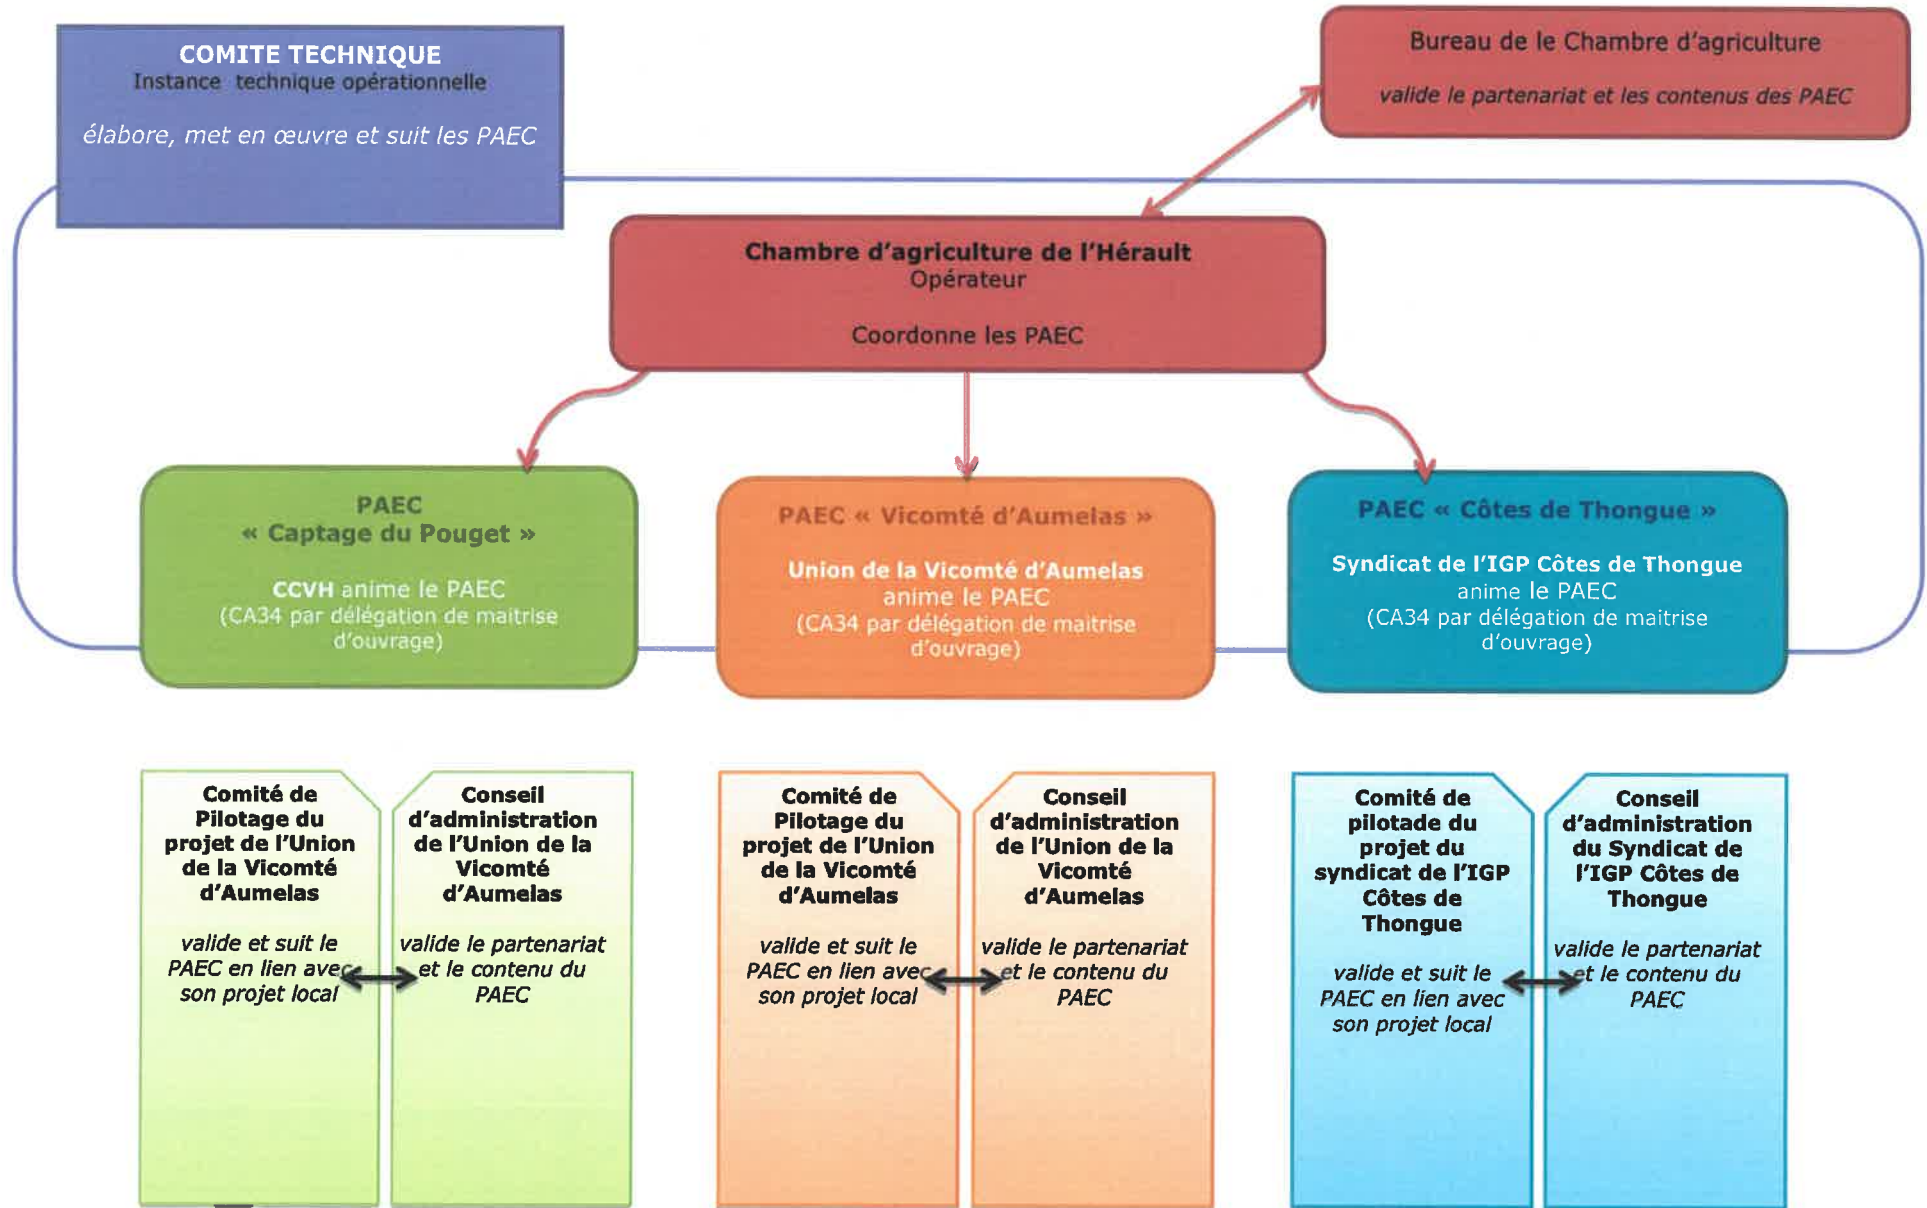 COMITE TECHNIQUE
Instance technique opérationnelle
élabore, met en œuvre et suit les PAEC
Bureau de le Chambre d'agriculture
valide le partenariat et les contenus des PAEC
Chambre d'agriculture de l'Hérault
Opérateur
Coordonne les PAEC
PAEC
« Captage du Pouget »
CCVH anime le PAEC
(CA34 par délégation de maitrise
d'ouvrage)
PAEC « Vicomté d'Aumelas »
Union de la Vicomté d'Aumelas
anime le PAEC
(CA34 par délégation de maitrise
d'ouvrage)
PAEC « Côtes de Thongue »
Syndicat de l'IGP Côtes de Thongue
anime le PAEC
(CA34 par délégation de maitrise
d'ouvrage)
Comité de
Pilotage du
projet de l'Union
de la Vicomté
d'Aumelas
valide et suit le
PAEC en lien avec
son projet local
Conseil
d'administration
de l'Union de la
Vicomté
d'Aumelas
valide le partenariat
et le contenu du
PAEC
Comité de
Pilotage du
projet de l'Union
de la Vicomté
d'Aumelas
valide et suit le
PAEC en lien avec
son projet local
Conseil
d'administration
de l'Union de la
Vicomté
d'Aumelas
valide le partenariat
et le contenu du
PAEC
Comité de
pilotade du
projet du
syndicat de l'IGP
Côtes de
Thongue
valide et suit le
PAEC en lien avec
son projet local
Conseil
d'administration
du Syndicat de
l'IGP Côtes de
Thongue
valide le partenariat
et le contenu du
PAEC